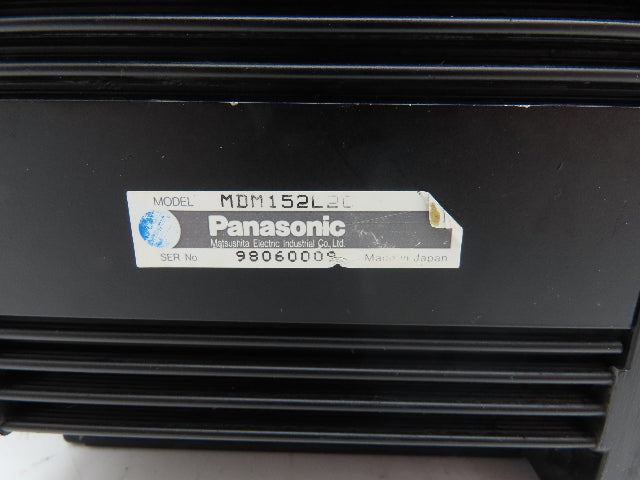 MODEL MDM152L2C
Panasonic
Matsushita Electric Industrial Co., Ltd.
SER No 98060009 Made in Japan